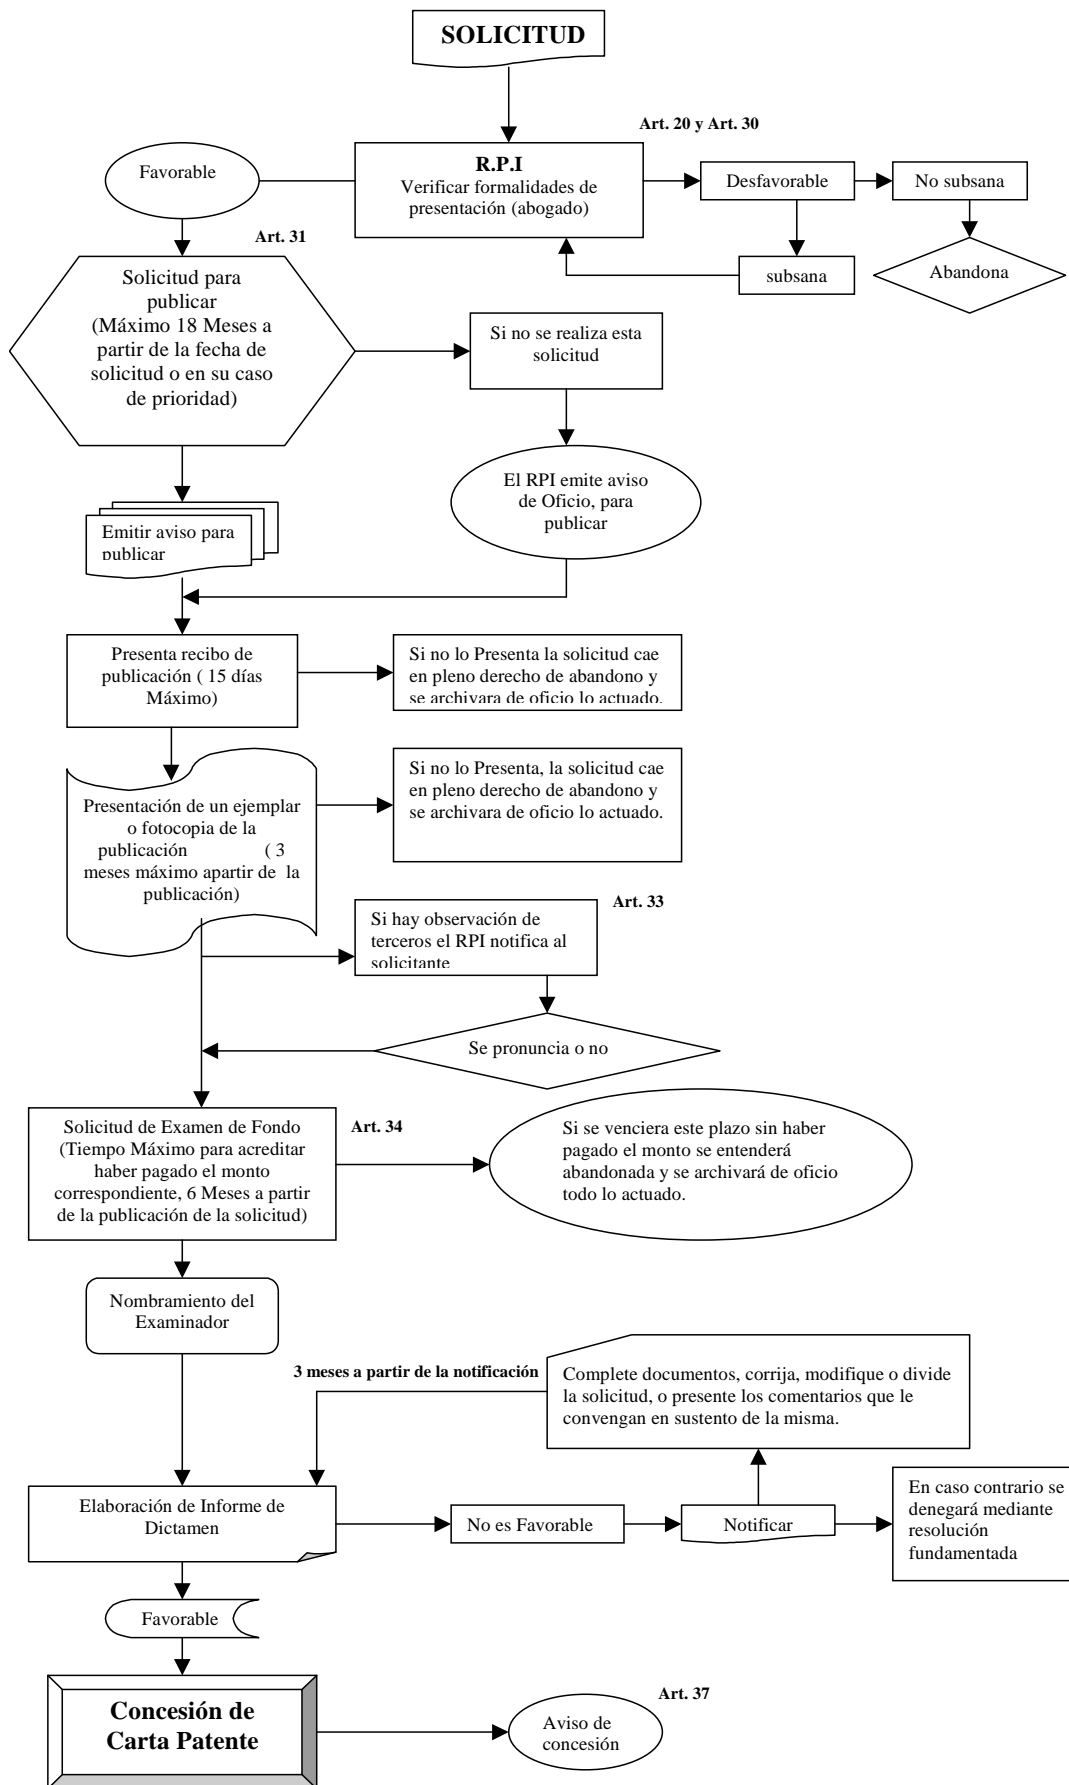 SOLICITUD
Art. 20 y Art. 30
Favorable
R.P.I
Verificar formalidades de
presentación (abogado)
Desfavorable
No subsana
subsana
Abandona
Art. 31
Solicitud para
publicar
(Máximo 18 Meses a
partir de la fecha de
solicitud o en su caso
de prioridad)
Si no se realiza esta
solicitud
El RPI emite aviso
de Oficio, para
publicar
Emitir aviso para
publicar
Presenta recibo de
publicación ( 15 días
Máximo)
Si no lo Presenta la solicitud cae
en pleno derecho de abandono y
se archivara de oficio lo actuado.
Presentación de un ejemplar
o fotocopia de la
publicación ( 3
meses máximo apartir de la
publicación)
Si no lo Presenta, la solicitud cae
en pleno derecho de abandono y
se archivara de oficio lo actuado.
Art. 33
Si hay observación de
terceros el RPI notifica al
solicitante
Se pronuncia o no
Solicitud de Examen de Fondo
(Tiempo Máximo para acreditar
haber pagado el monto
correspondiente, 6 Meses a partir
de la publicación de la solicitud)
Art. 34
Si se venciera este plazo sin haber
pagado el monto se entenderá
abandonada y se archivará de oficio
todo lo actuado.
Nombramiento del
Examinador
3 meses a partir de la notificación
Complete documentos, corrija, modifique o divide
la solicitud, o presente los comentarios que le
convengan en sustento de la misma.
Elaboración de Informe de
Dictamen
No es Favorable
Notificar
En caso contrario se
denegará mediante
resolución
fundamentada
Favorable
Concesión de
Carta Patente
Art. 37
Aviso de
concesión